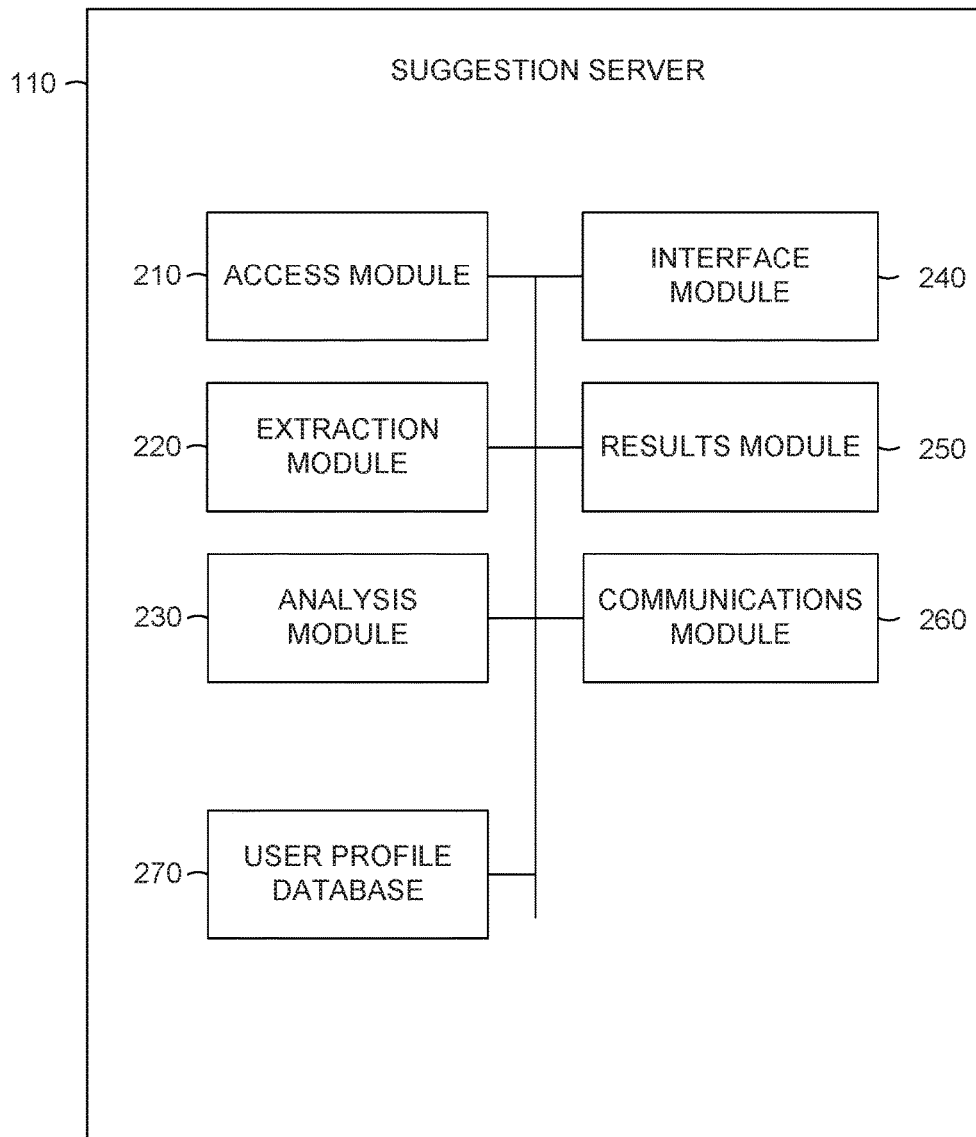 SUGGESTION SERVER
110
210
ACCESS MODULE
INTERFACE
MODULE
240
220
EXTRACTION
MODULE
RESULTS MODULE
250
230
ANALYSIS
MODULE
COMMUNICATIONS
MODULE
260
270
USER PROFILE
DATABASE